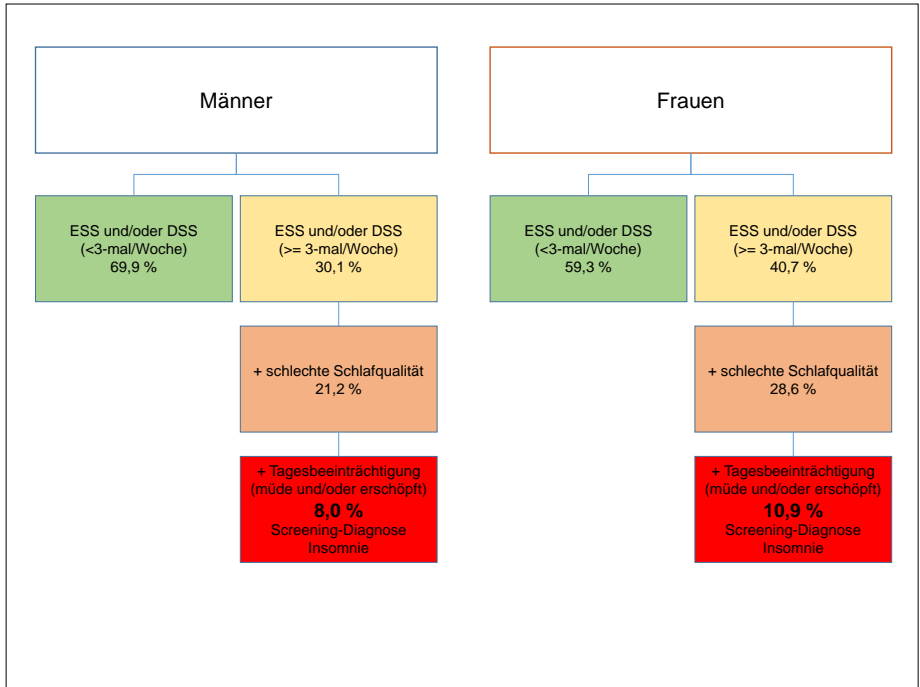 Männer
ESS und/oder DSS
(<3-mal/Woche)
69,9 %
ESS und/oder DSS
(>= 3-mal/Woche)
30,1 %
+ schlechte Schlafqualität
21,2 %
+ Tagesbeeinträchtigung
(müde und/oder erschöpft)
8,0 %
Screening-Diagnose
Insomnie
Frauen
ESS und/oder DSS
(<3-mal/Woche)
59,3 %
ESS und/oder DSS
(>= 3-mal/Woche)
40,7 %
+ schlechte Schlafqualität
28,6 %
+ Tagesbeeinträchtigung
(müde und/oder erschöpft)
10,9 %
Screening-Diagnose
Insomnie